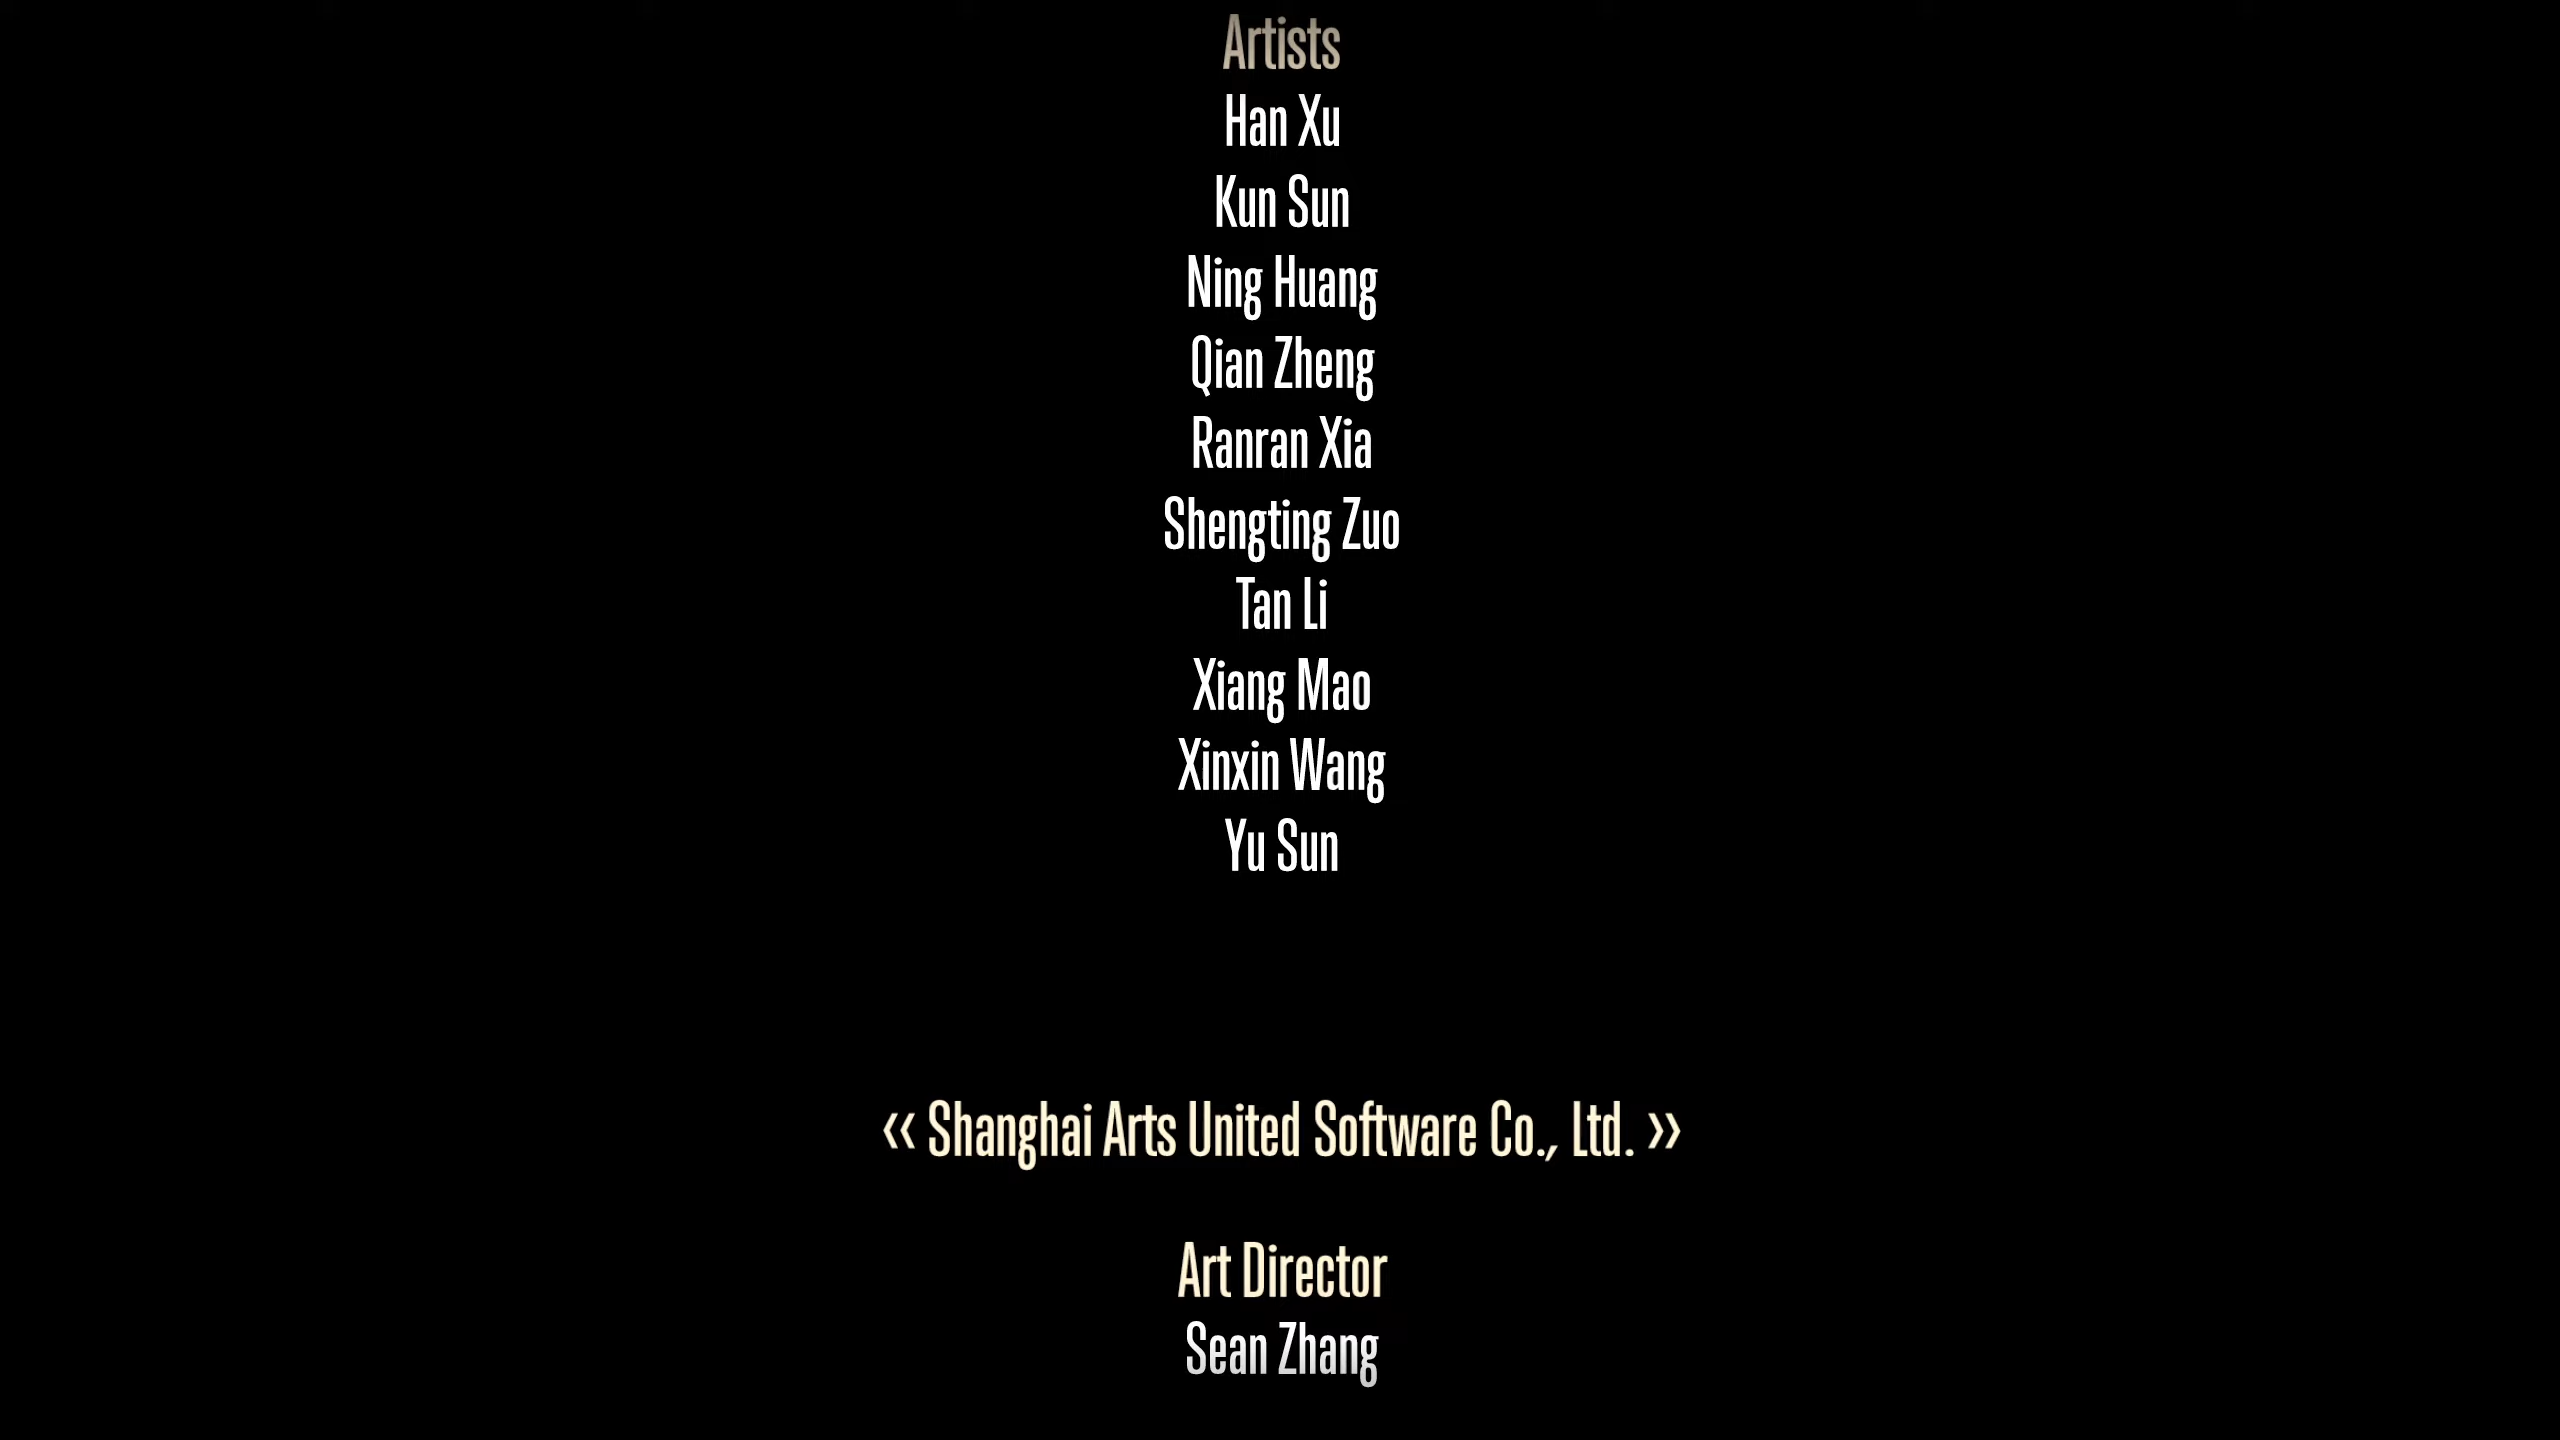 Artists
Han Xu
Kun Sun
Ning Huang
Qian Zheng
Ranran Xia
Shengting Zuo
Tan Li
Xiang Mao
Xinxin Wang
Yu Sun
‹‹ Shanghai Arts United Software Co., Ltd. ››
Art Director
Sean Zhang